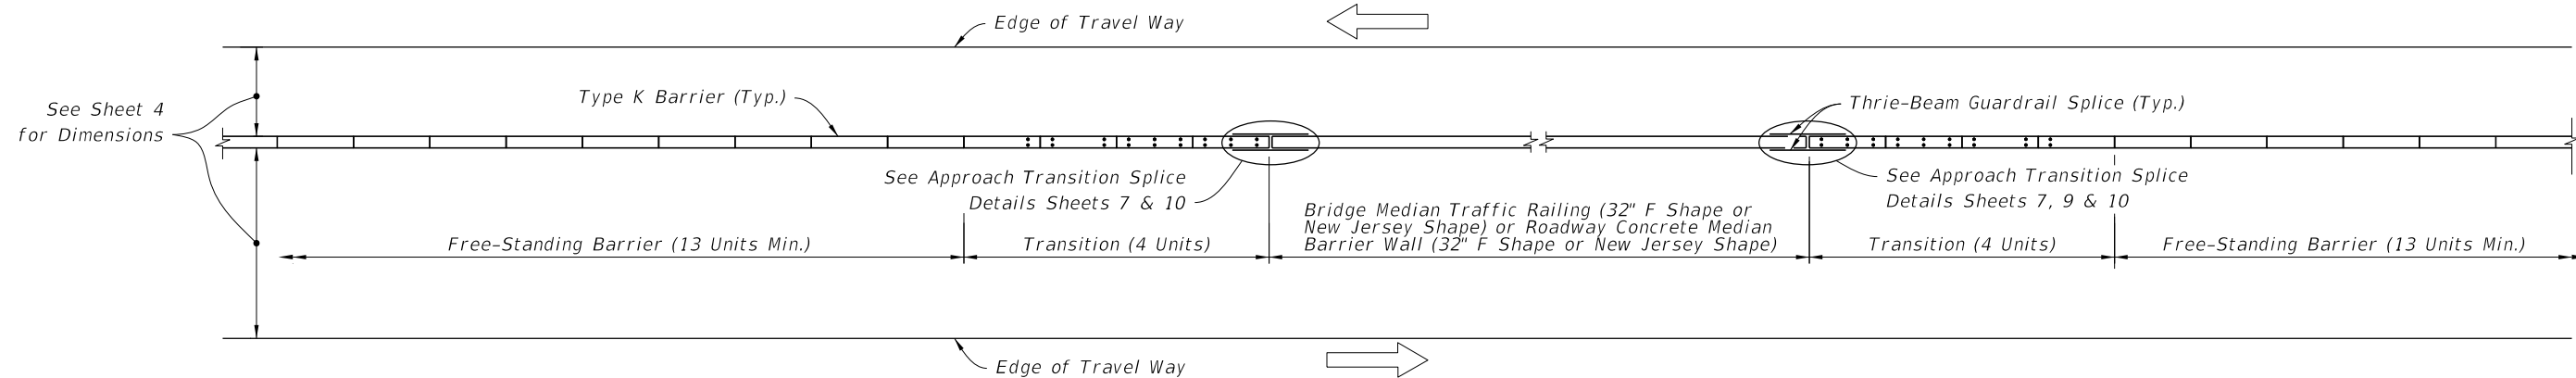 Edge of Travel Way
See Sheet 4
for Dimensions
Type K Barrier (Typ.)
Thrie-Beam Guardrail Splice (Typ.)
See Approach Transition Splice
Details Sheets 7 & 10
See Approach Transition Splice
Details Sheets 7, 9 & 10
Free-Standing Barrier (13 Units Min.)
Transition (4 Units)
Bridge Median Traffic Railing (32" F Shape or
New Jersey Shape) or Roadway Concrete Median
Barrier Wall (32" F Shape or New Jersey Shape)
Transition (4 Units)
Free-Standing Barrier (13 Units Min.)
Edge of Travel Way